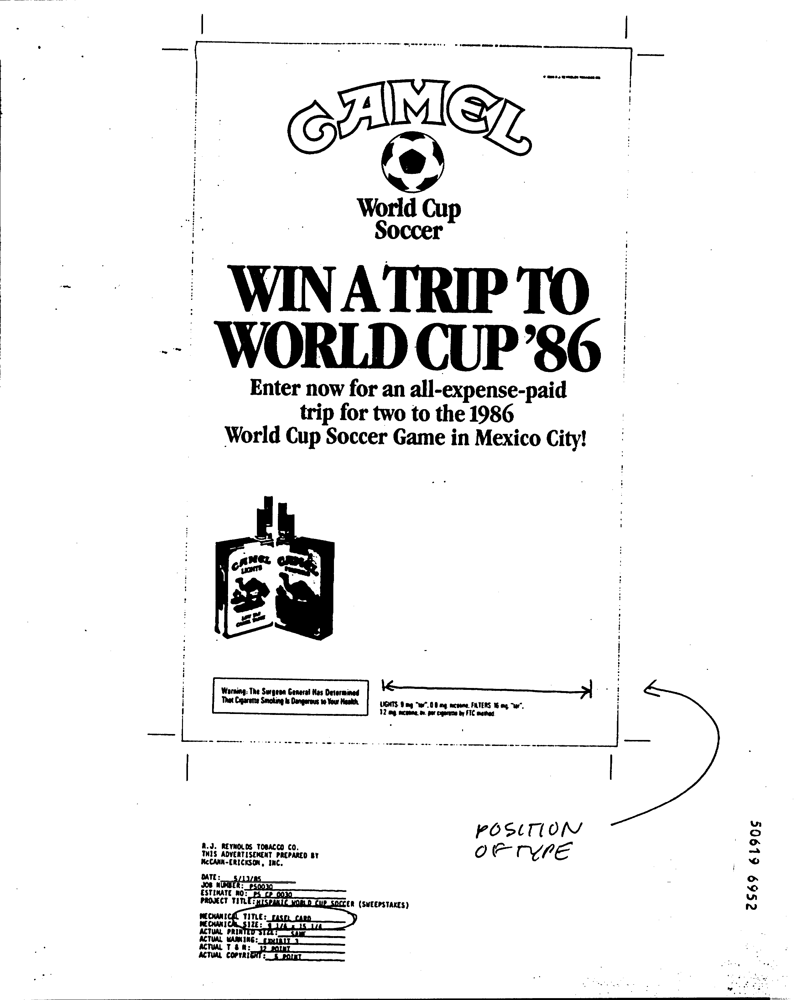 CAMEL
World Cup
Soccer
WIN A TRIP TO
WORLD CUP '86
Enter now for an all-expense-paid
trip for two to the 1986
World Cup Soccer Game in Mexico City!
CAMEL
LIGHTS
CAMEL
Warning: The Surgeon General Has Determined
That Cigarette Smoking Is Dangerous to Your Health.
LIGHTS 9 mg. "tar", 0.8 mg. nicotine, FILTERS 16 mg. "tar",
1.2 mg. nicotine, av. per cigarette by FTC method
POSITION
OF TYPE
R.J. REYNOLDS TOBACCO CO.
THIS ADVERTISEMENT PREPARED BY
McCANN-ERICKSON, INC.
DATE: 5/13/85
JOB NUMBER: PS0030
ESTIMATE NO: PS CP 0030
PROJECT TITLE: HISPANIC WORLD CUP SOCCER (SWEEPSTAKES)
MECHANICAL TITLE: EASEL CARD
MECHANICAL SIZE: 9 1/4 x 15 1/4
ACTUAL PRINTED SIZE: SAME
ACTUAL WARNING: EXHIBIT 3
ACTUAL T & N: 12 POINT
ACTUAL COPYRIGHT: 6 POINT
50619 6952